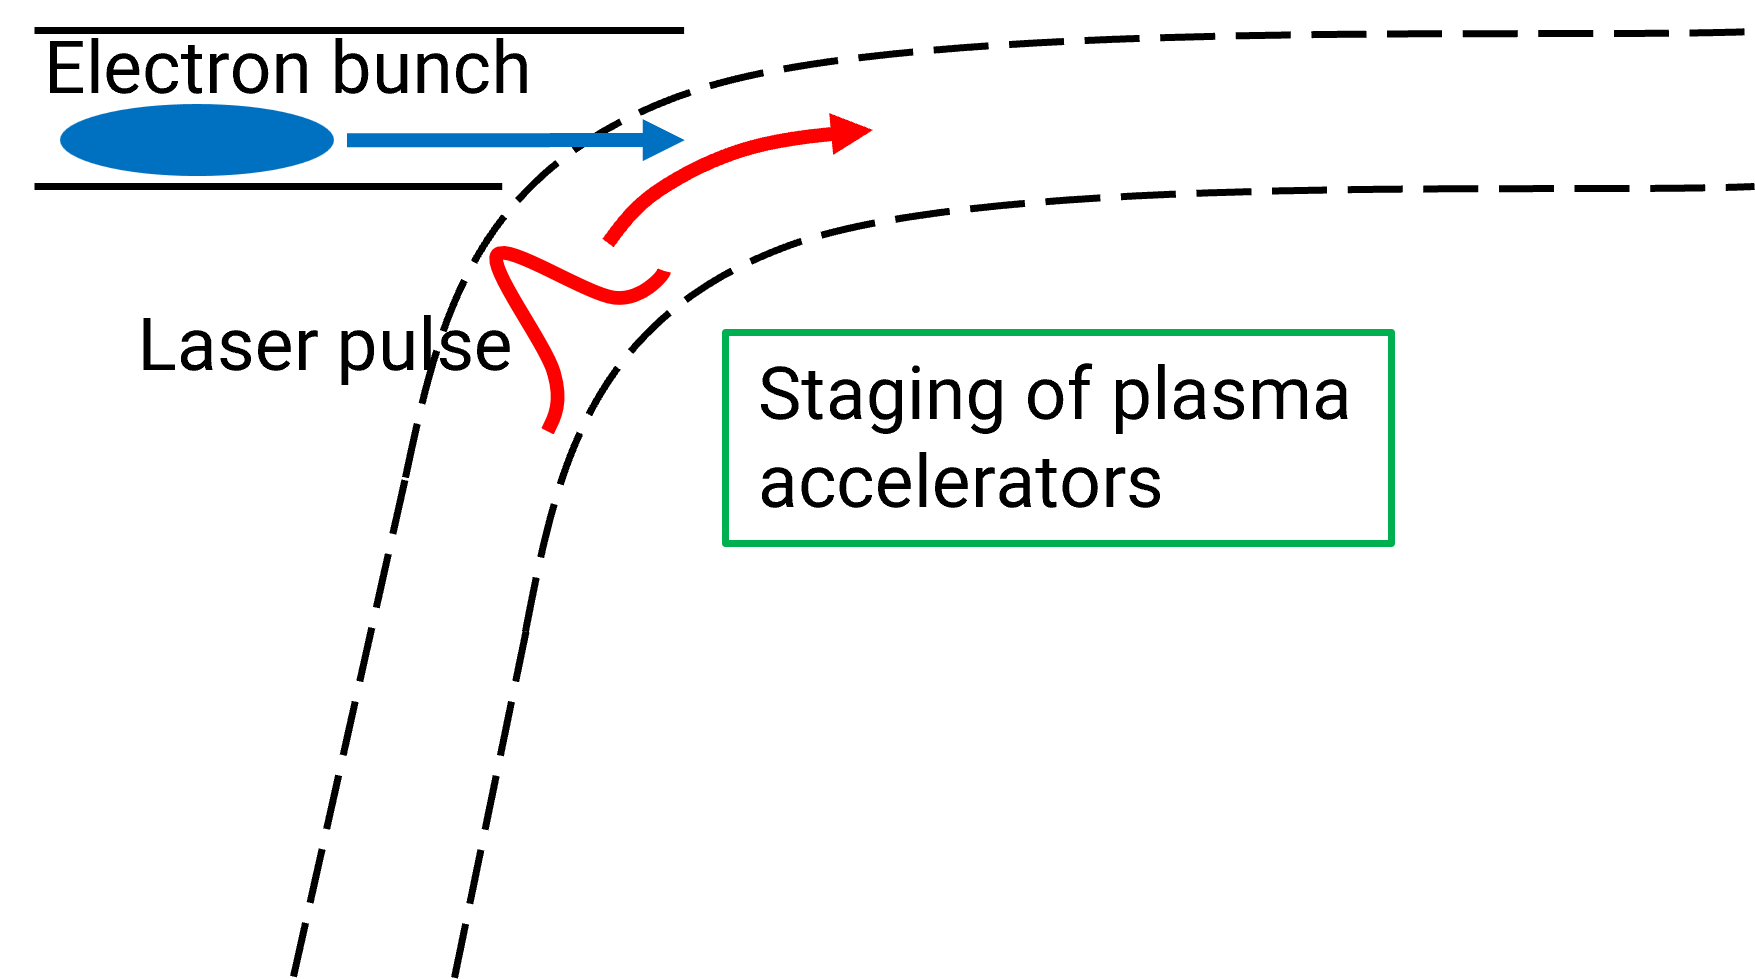 Electron bunch
Laser pulse
Staging of plasma
accelerators